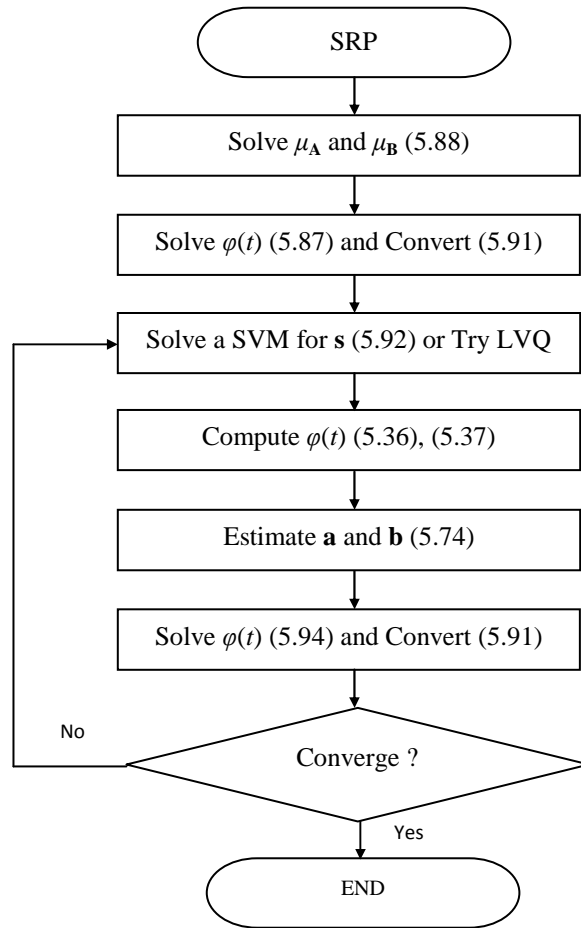 SRP
Solve μA and μB (5.88)
Solve φ(t) (5.87) and Convert (5.91)
Solve a SVM for s (5.92) or Try LVQ
Compute φ(t) (5.36), (5.37)
Estimate a and b (5.74)
Solve φ(t) (5.94) and Convert (5.91)
No
Converge ?
Yes
END